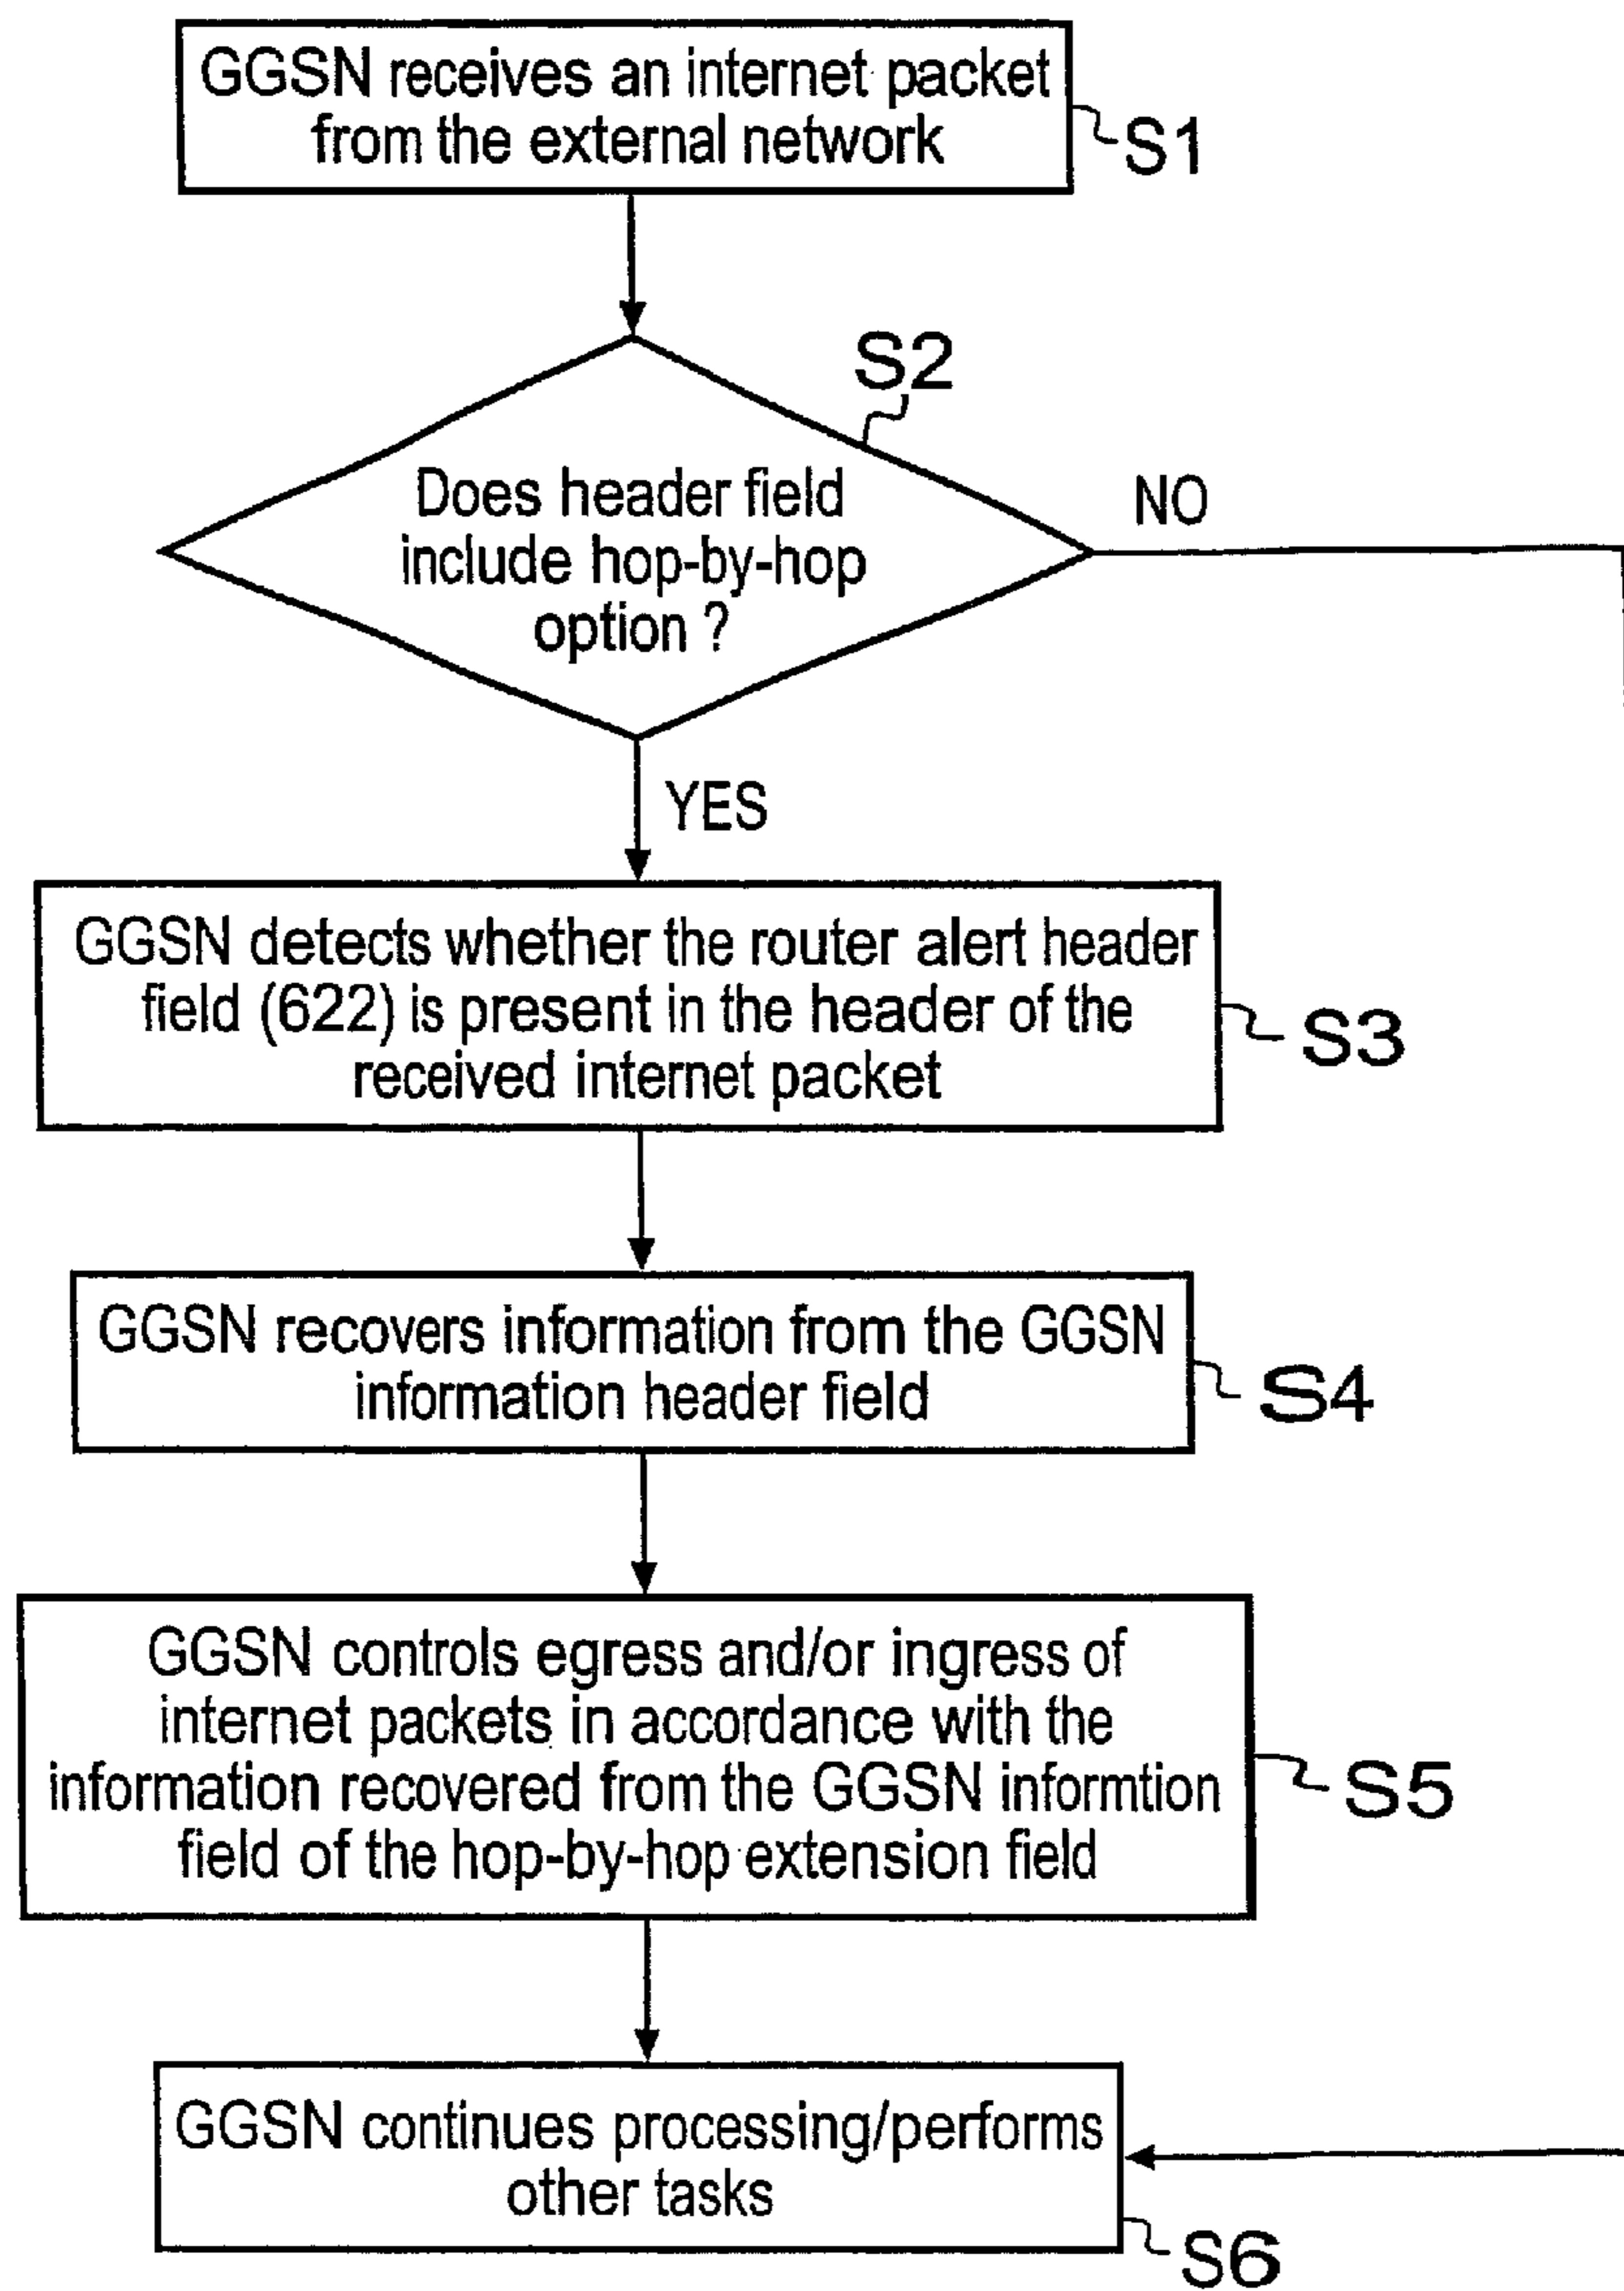 GGSN receives an internet packet
from the external network
S1
S2
Does header field
include hop-by-hop
option ?
NO
YES
GGSN detects whether the router alert header
field (622) is present in the header of the
received internet packet
S3
GGSN recovers information from the GGSN
information header field
S4
GGSN controls egress and/or ingress of
internet packets in accordance with the
information recovered from the GGSN informtion
field of the hop-by-hop extension field
S5
GGSN continues processing/performs
other tasks
S6